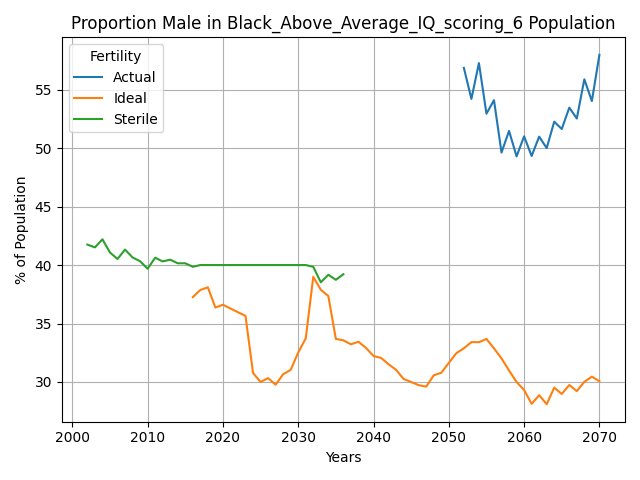 Proportion Male in Black_Above_Average_IQ_scoring_6 Population
Fertility
Actual
Ideal
Sterile
% of Population
55
50
45
40
35
30
2000 2010 2020 2030 2040 2050 2060 2070
Years